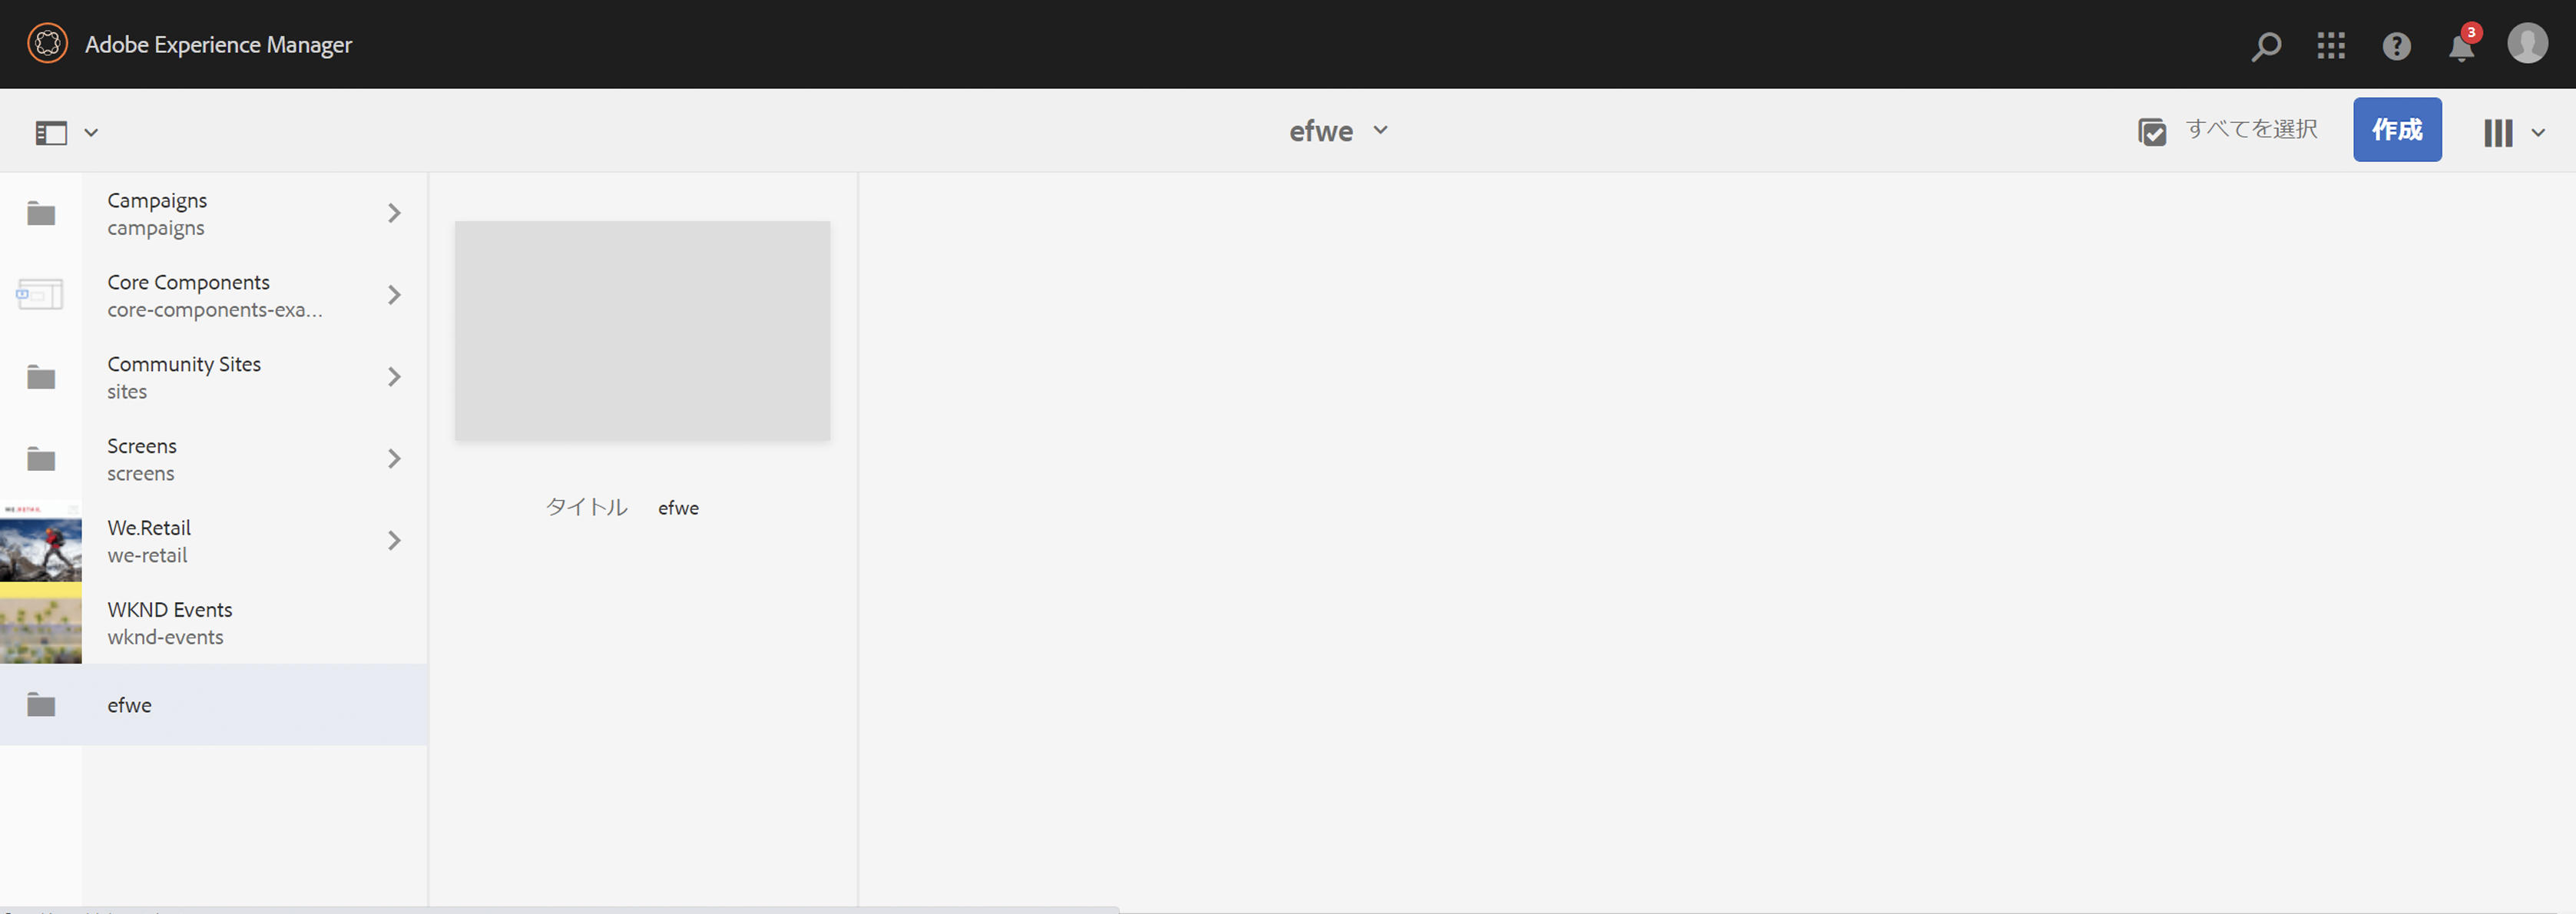 Adobe Experience Manager
3
efwe
すべてを選択
作成
Campaigns
campaigns
Core Components
core-components-exa...
Community Sites
sites
Screens
screens
WE.RETAIL
We.Retail
we-retail
WKND Events
wknd-events
efwe
タイトル efwe